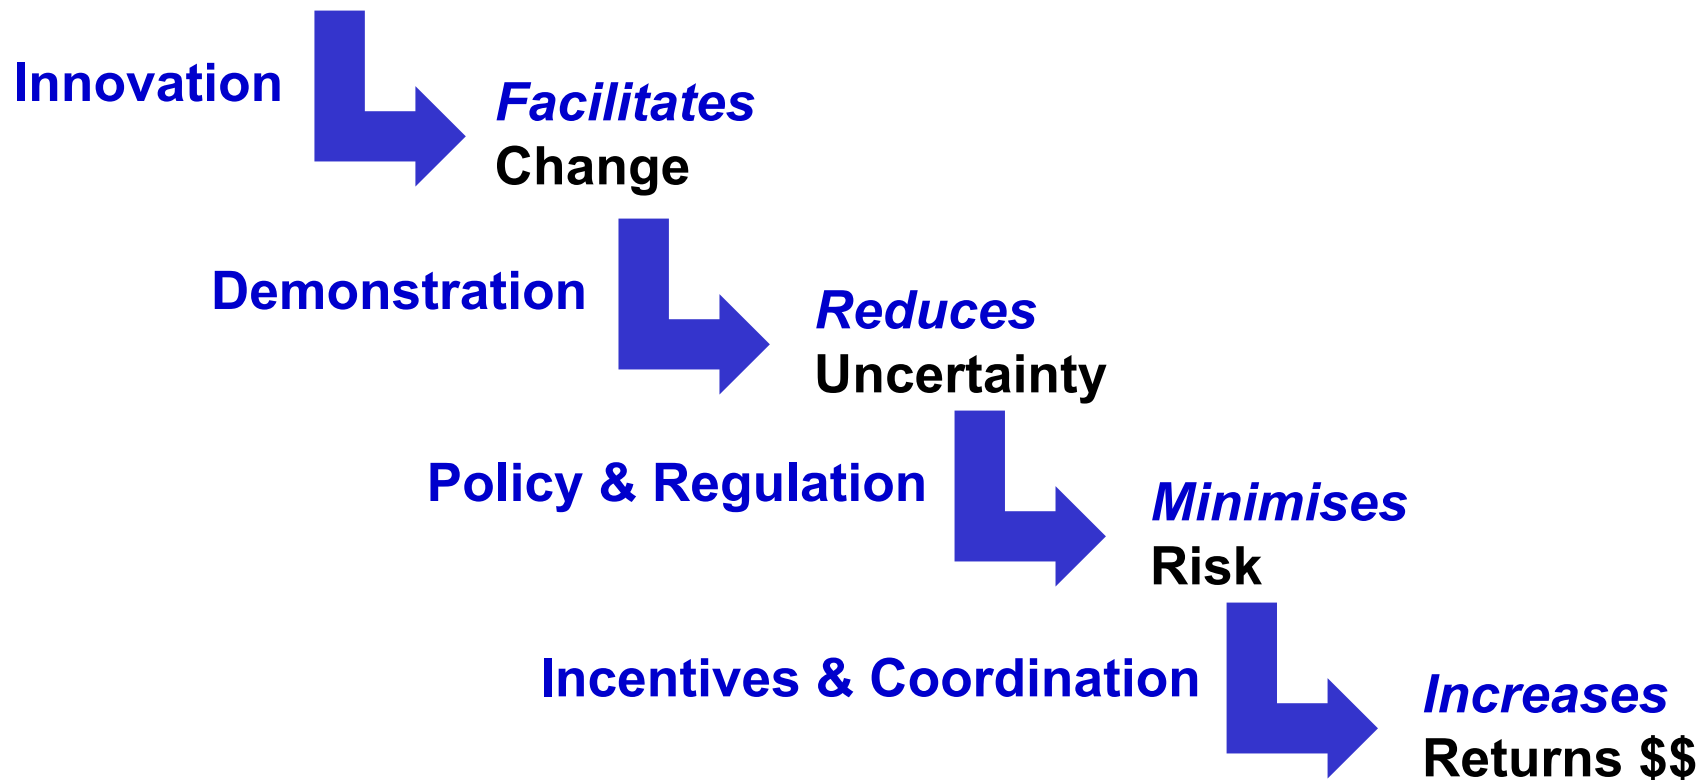 Innovation
Facilitates
Change
Demonstration
Reduces
Uncertainty
Policy & Regulation
Minimises
Risk
Incentives & Coordination
Increases
Returns $$